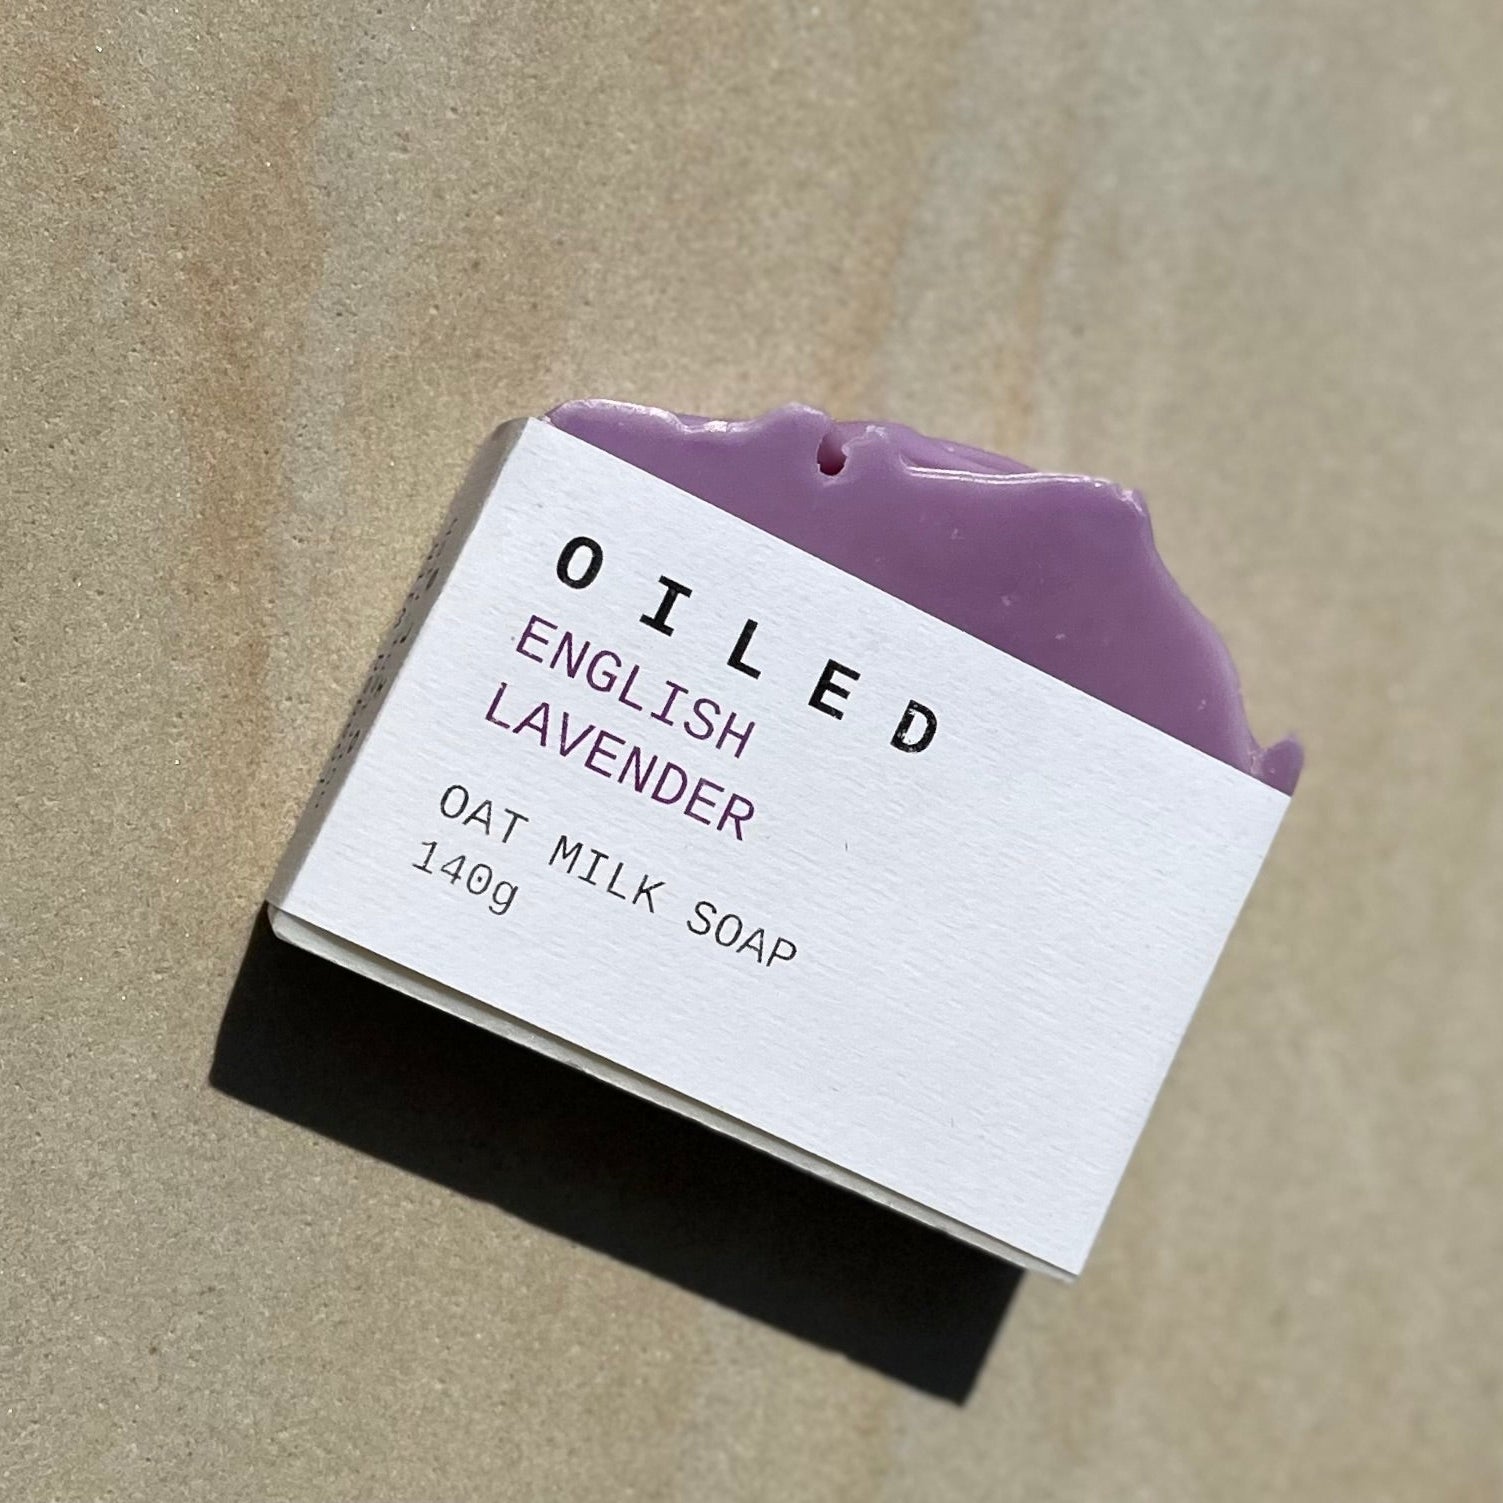 OILED
ENGLISH
LAVENDER
OAT MILK SOAP
140g